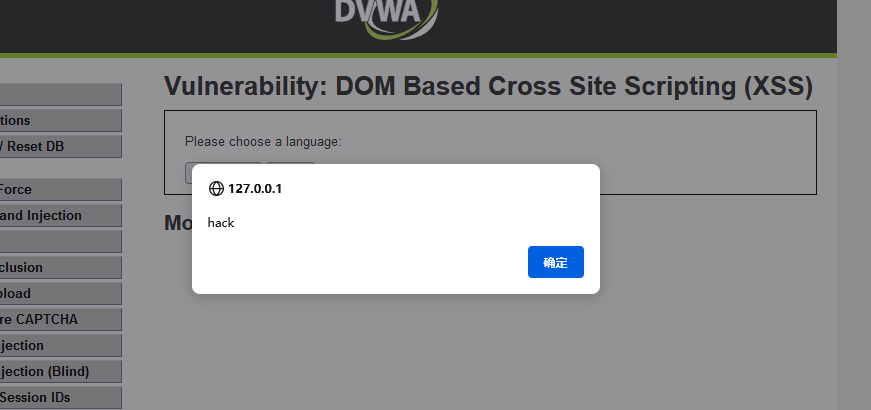 DVWA
Vulnerability: DOM Based Cross Site Scripting (XSS)
tions
/ Reset DB
Force
and Injection
clusion
pload
re CAPTCHA
jection
jection (Blind)
Session IDs
Please choose a language:
127.0.0.1
hack
确定
Mo